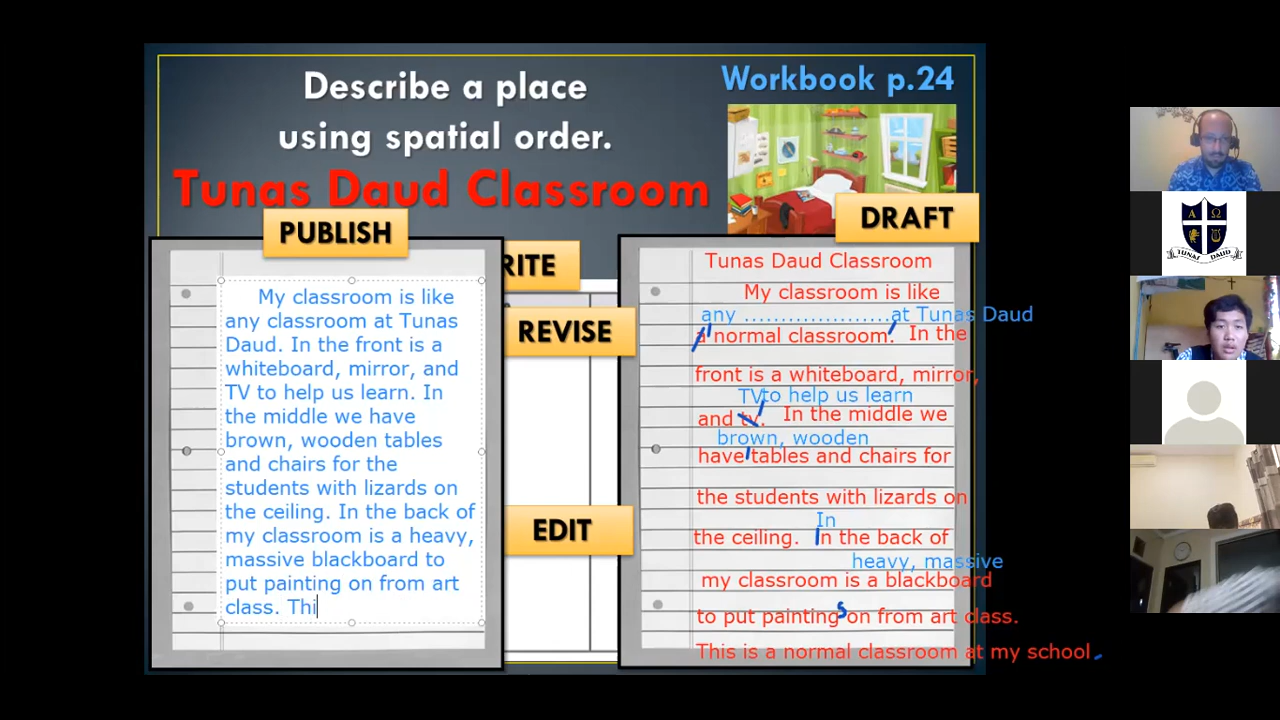 Describe a place
using spatial order.
Tunas Daud Classroom
Workbook p.24
PUBLISH
My classroom is like
any classroom at Tunas
Daud. In the front is a
whiteboard, mirror, and
TV to help us learn. In
the middle we have
brown, wooden tables
and chairs for the
students with lizards on
the ceiling. In the back of
my classroom is a heavy,
massive blackboard to
put painting on from art
class. Thi
RITE
REVISE
EDIT
DRAFT
Tunas Daud Classroom
My classroom is like
any .....................at Tunas Daud
a normal classroom. In the
front is a whiteboard, mirror,
TV to help us learn
and tv. In the middle we
brown, wooden
have tables and chairs for
the students with lizards on
In
the ceiling. In the back of
heavy, massive
my classroom is a blackboard
to put paintings on from art class.
This is a normal classroom at my school.
Α Ω
TUNAS DAUD